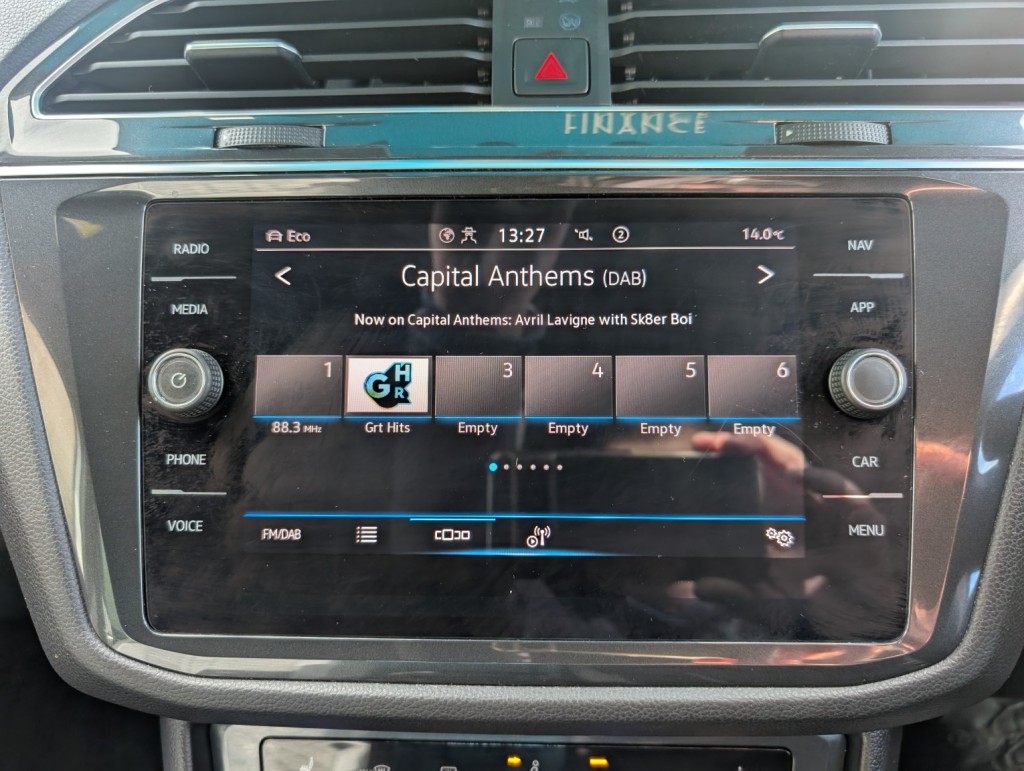 FINANCE
RADIO
MEDIA
PHONE
VOICE
Eco 13:27 2 14.0°C
< Capital Anthems (DAB) >
Now on Capital Anthems: Avril Lavigne with Sk8er Boi
1 GHR 3 4 5 6
88.3 MHz Grt Hits Empty Empty Empty Empty
FM/DAB
NAV
APP
CAR
MENU